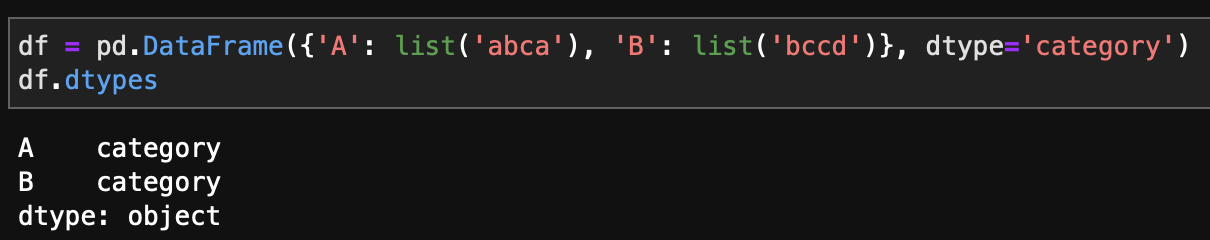 df = pd.DataFrame({'A': list('abca'), 'B': list('bccd')}, dtype='category')
df.dtypes
A    category
B    category
dtype: object